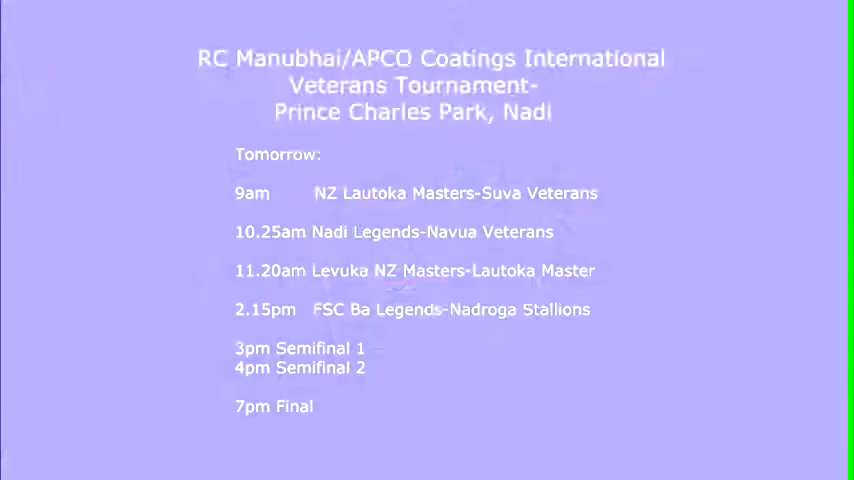 RC Manubhai/APCO Coatings International
Veterans Tournament-
Prince Charles Park, Nadi
Tomorrow:
9am NZ Lautoka Masters-Suva Veterans
10.25am Nadi Legends-Navua Veterans
11.20am Levuka NZ Masters-Lautoka Master
2.15pm FSC Ba Legends-Nadroga Stallions
3pm Semifinal 1
4pm Semifinal 2
7pm Final